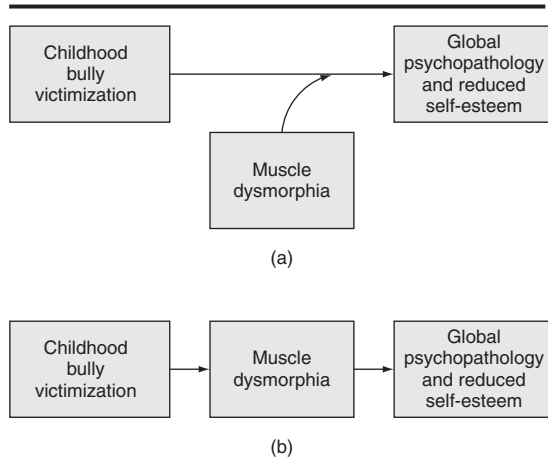 Childhood
bully
victimization
Global
psychopathology
and reduced
self-esteem
Muscle
dysmorphia
(a)
Childhood
bully
victimization
Muscle
dysmorphia
Global
psychopathology
and reduced
self-esteem
(b)